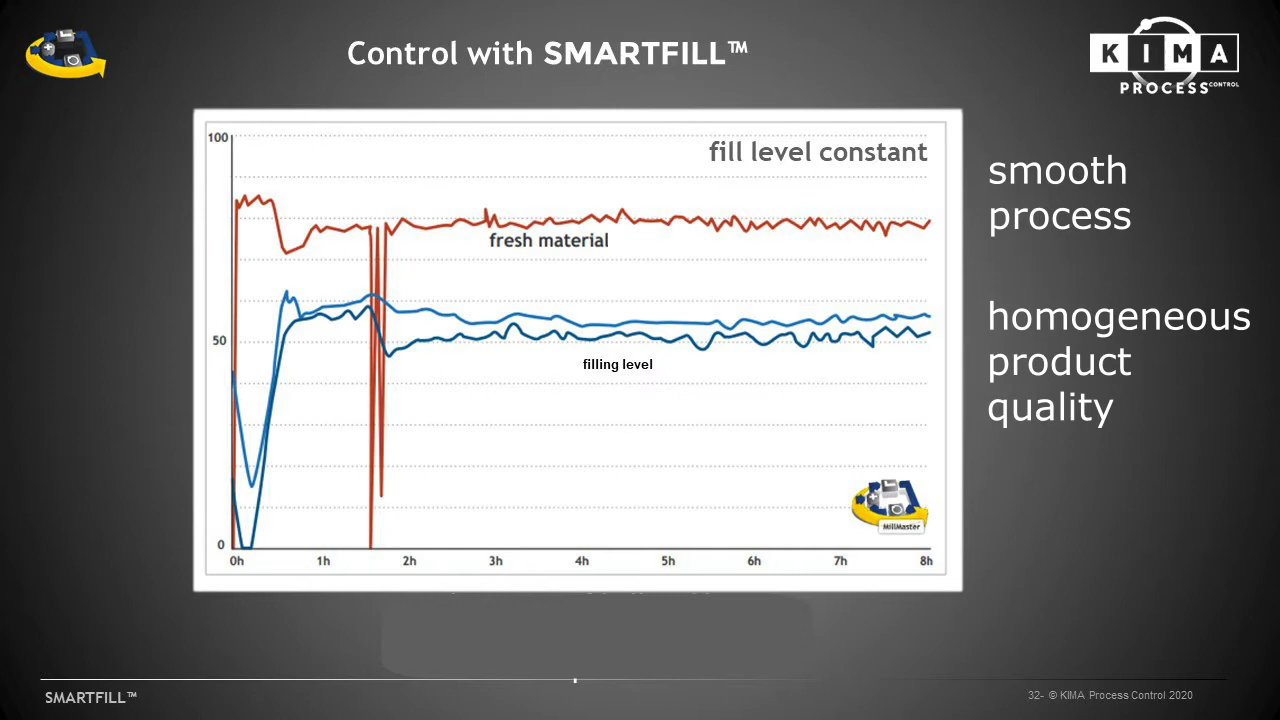 Control with SMARTFILL™
KIMA
PROCESS CONTROL
100
fill level constant
smooth
process
fresh material
homogeneous
product
quality
50
filling level
MillMaster
0
0h 1h 2h 3h 4h 5h 6h 7h 8h
SMARTFILL™
32- © KIMA Process Control 2020